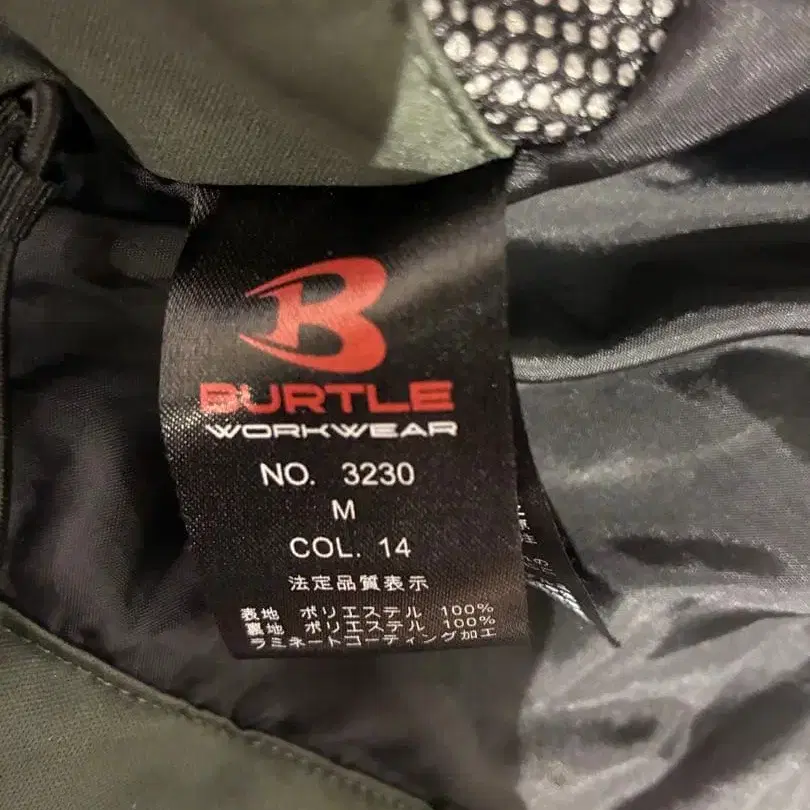 B
BURTLE
WORKWEAR
NO. 3230
M
COL. 14
法定品質表示
表地 ポリエステル 100%
裏地 ポリエステル 100%
ラミネートコーティング加工